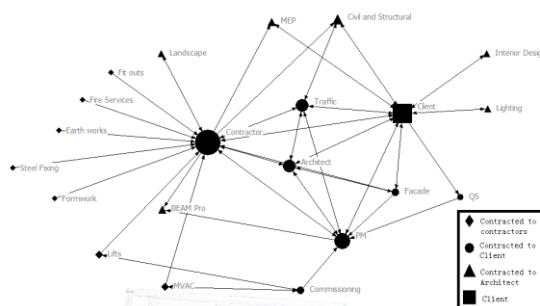 MEP
Civil and Structural
Landscape
Interior Desig
Fit outs
Fire Services
Traffic
Client
Lighting
Earth works
Contractor
Steel Fixing
Architect
Formwork
Facade
QS
BEAM Pro
PM
Lifts
MVAC
Commissioning
Contracted to
contractors
Contracted to
Client
Contracted to
Architect
Client